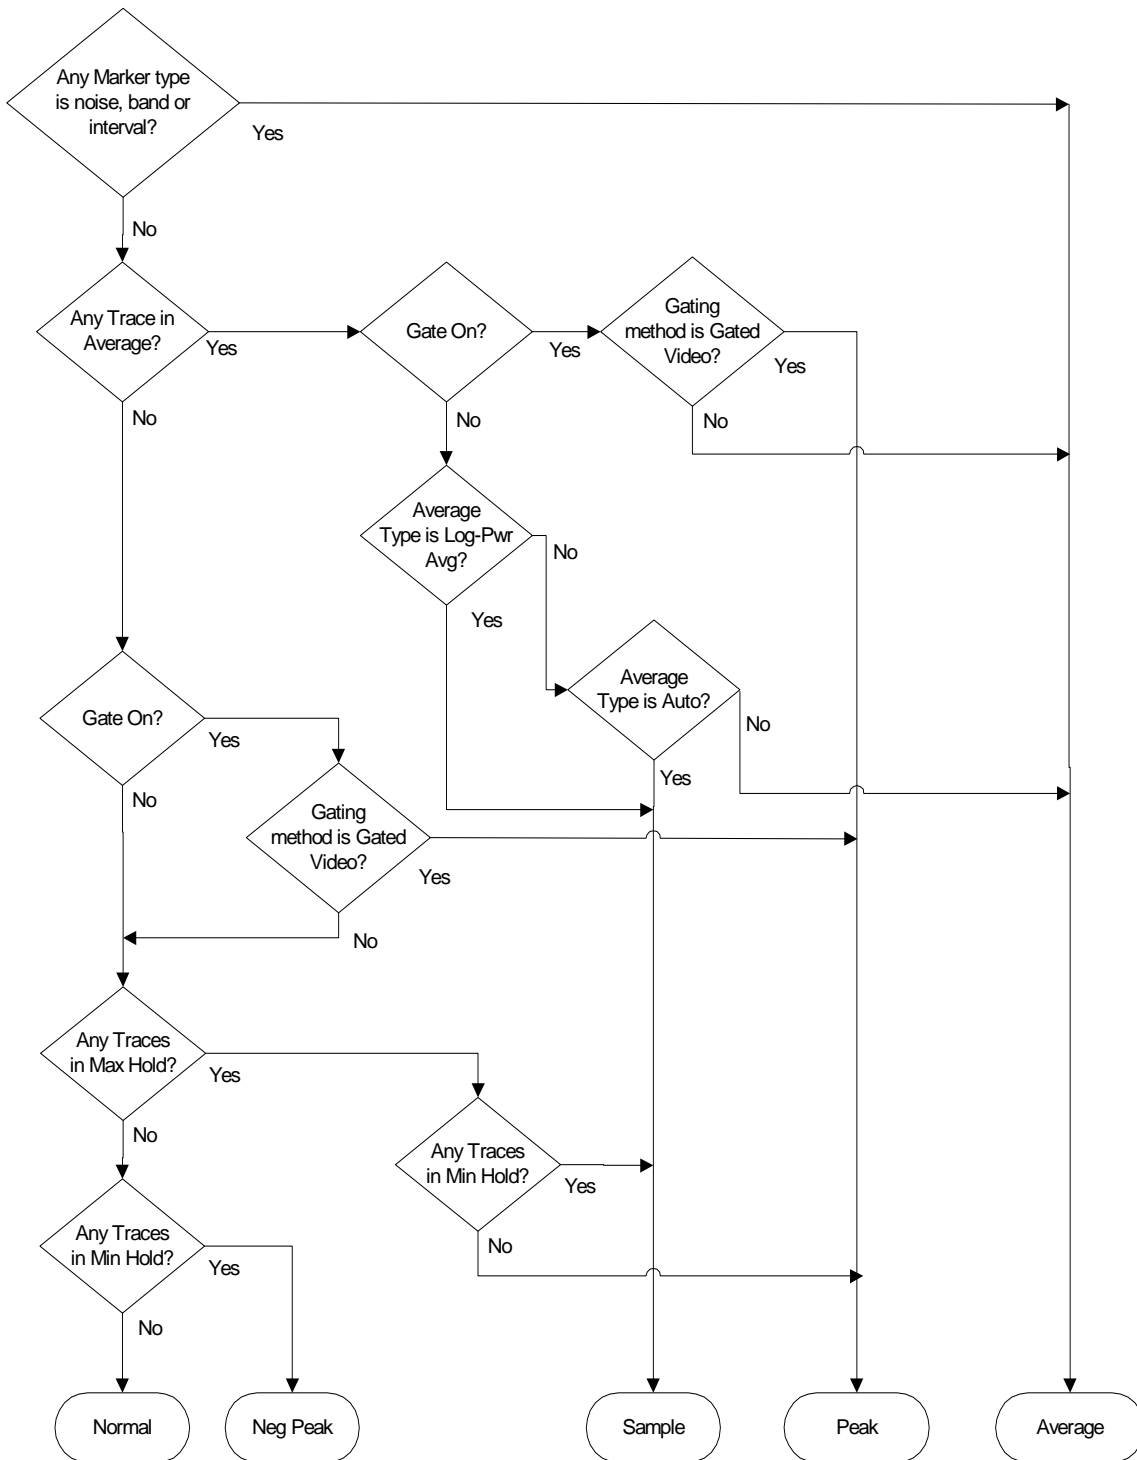 Any Marker type
is noise, band or
interval?
Yes
No
Any Trace in
Average?
Yes
No
Gate On?
Yes
No
Gating
method is Gated
Video?
Yes
No
Average
Type is Log-Pwr
Avg?
No
Yes
Average
Type is Auto?
No
Yes
Gate On?
Yes
No
Gating
method is Gated
Video?
Yes
No
Any Traces
in Max Hold?
Yes
No
Any Traces
in Min Hold?
Yes
No
Any Traces
in Min Hold?
Yes
No
Normal
Neg Peak
Sample
Peak
Average